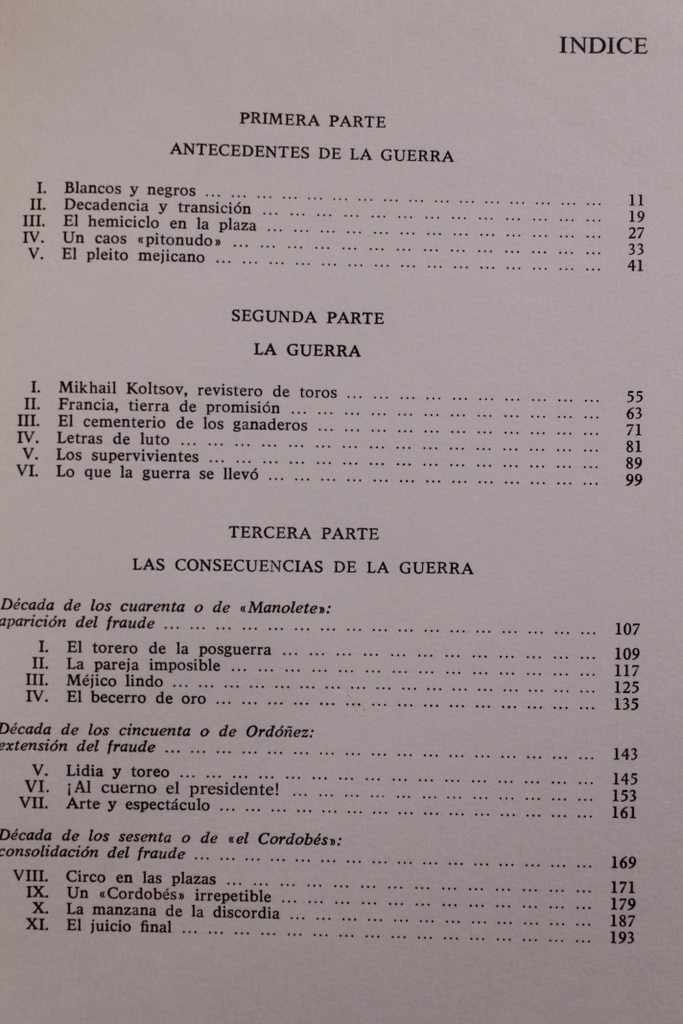 INDICE
PRIMERA PARTE
ANTECEDENTES DE LA GUERRA
I. Blancos y negros ... ... ... ... ... ... ... ... ... ... ... ... ... 11
II. Decadencia y transición ... ... ... ... ... ... ... ... ... ... ... 19
III. El hemiciclo en la plaza ... ... ... ... ... ... ... ... ... ... ... 27
IV. Un caos «pitonudo» ... ... ... ... ... ... ... ... ... ... ... ... 33
V. El pleito mejicano ... ... ... ... ... ... ... ... ... ... ... ... ... 41
SEGUNDA PARTE
LA GUERRA
I. Mikhail Koltsov, revistero de toros ... ... ... ... ... ... ... ... 55
II. Francia, tierra de promisión ... ... ... ... ... ... ... ... ... ... 63
III. El cementerio de los ganaderos ... ... ... ... ... ... ... ... ... 71
IV. Letras de luto ... ... ... ... ... ... ... ... ... ... ... ... ... 81
V. Los supervivientes ... ... ... ... ... ... ... ... ... ... ... ... 89
VI. Lo que la guerra se llevó ... ... ... ... ... ... ... ... ... ... 99
TERCERA PARTE
LAS CONSECUENCIAS DE LA GUERRA
Década de los cuarenta o de «Manolete»:
aparición del fraude ... ... ... ... ... ... ... ... ... ... ... ... ... 107
I. El torero de la posguerra ... ... ... ... ... ... ... ... ... ... 109
II. La pareja imposible ... ... ... ... ... ... ... ... ... ... ... ... 117
III. Méjico lindo ... ... ... ... ... ... ... ... ... ... ... ... ... 125
IV. El becerro de oro ... ... ... ... ... ... ... ... ... ... ... ... 135
Década de los cincuenta o de Ordóñez:
extensión del fraude ... ... ... ... ... ... ... ... ... ... ... ... ... 143
V. Lidia y toreo ... ... ... ... ... ... ... ... ... ... ... ... ... 145
VI. ¡Al cuerno el presidente! ... ... ... ... ... ... ... ... ... ... 153
VII. Arte y espectáculo ... ... ... ... ... ... ... ... ... ... ... ... 161
Década de los sesenta o de «el Cordobés»:
consolidación del fraude ... ... ... ... ... ... ... ... ... ... ... ... 169
VIII. Circo en las plazas ... ... ... ... ... ... ... ... ... ... ... ... 171
IX. Un «Cordobés» irrepetible ... ... ... ... ... ... ... ... ... ... 179
X. La manzana de la discordia ... ... ... ... ... ... ... ... ... ... 187
XI. El juicio final ... ... ... ... ... ... ... ... ... ... ... ... ... 193